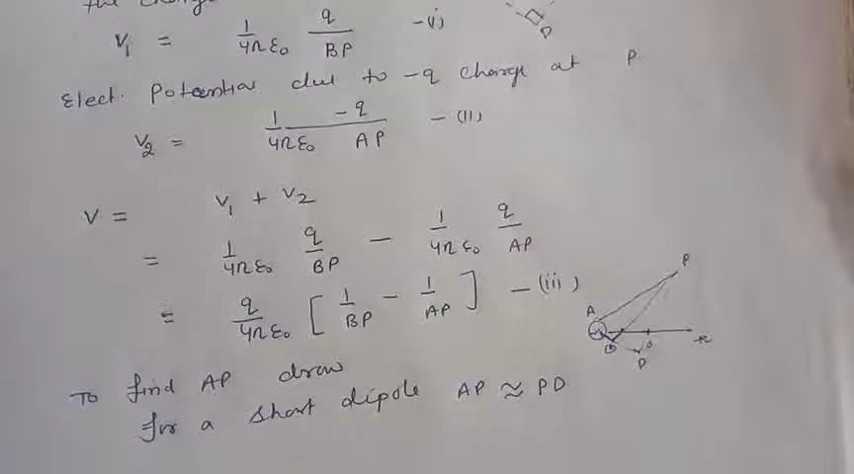 the charge
V₁ = 1/4πε₀ q/BP - i)
D
Elect. Potential due to -q charge at P
V₂ = 1/4πε₀ -q/AP - (II)
V = V₁ + V₂
= 1/4πε₀ q/BP - 1/4πε₀ q/AP
= q/4πε₀ [ 1/BP - 1/AP ] - (iii)
P
A
O
D
To find AP draw
for a short dipole AP ≈ PD